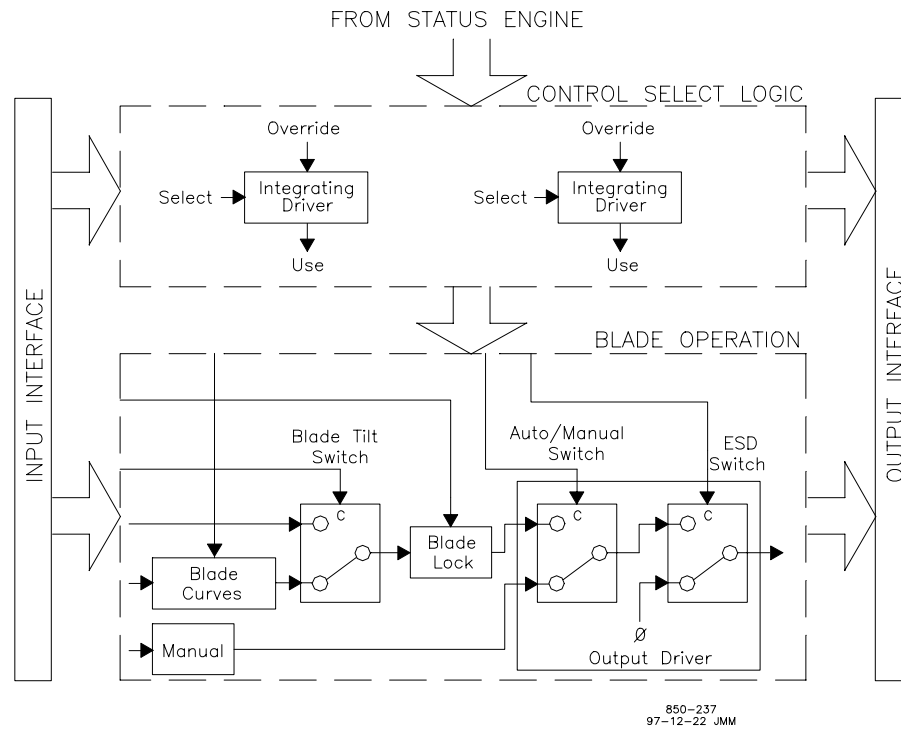 FROM STATUS ENGINE
CONTROL SELECT LOGIC
Override
Select
Integrating
Driver
Use
Override
Select
Integrating
Driver
Use
INPUT INTERFACE
OUTPUT INTERFACE
BLADE OPERATION
Blade Tilt
Switch
Auto/Manual
Switch
ESD
Switch
C
C
C
Blade
Lock
Blade
Curves
Manual
Ø
Output Driver
850-237
97-12-22 JMM